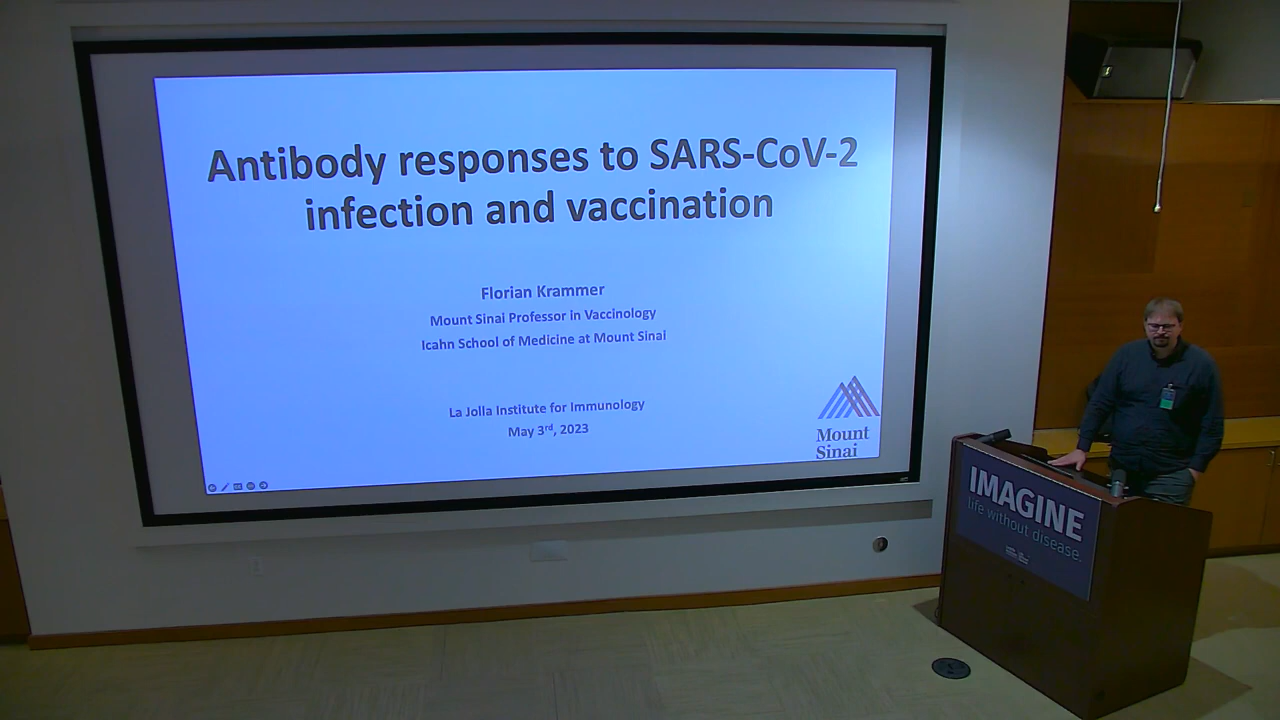 Antibody responses to SARS-CoV-2
infection and vaccination
Florian Krammer
Mount Sinai Professor in Vaccinology
Icahn School of Medicine at Mount Sinai
La Jolla Institute for Immunology
May 3rd, 2023
Mount
Sinai
IMAGINE
life without disease.